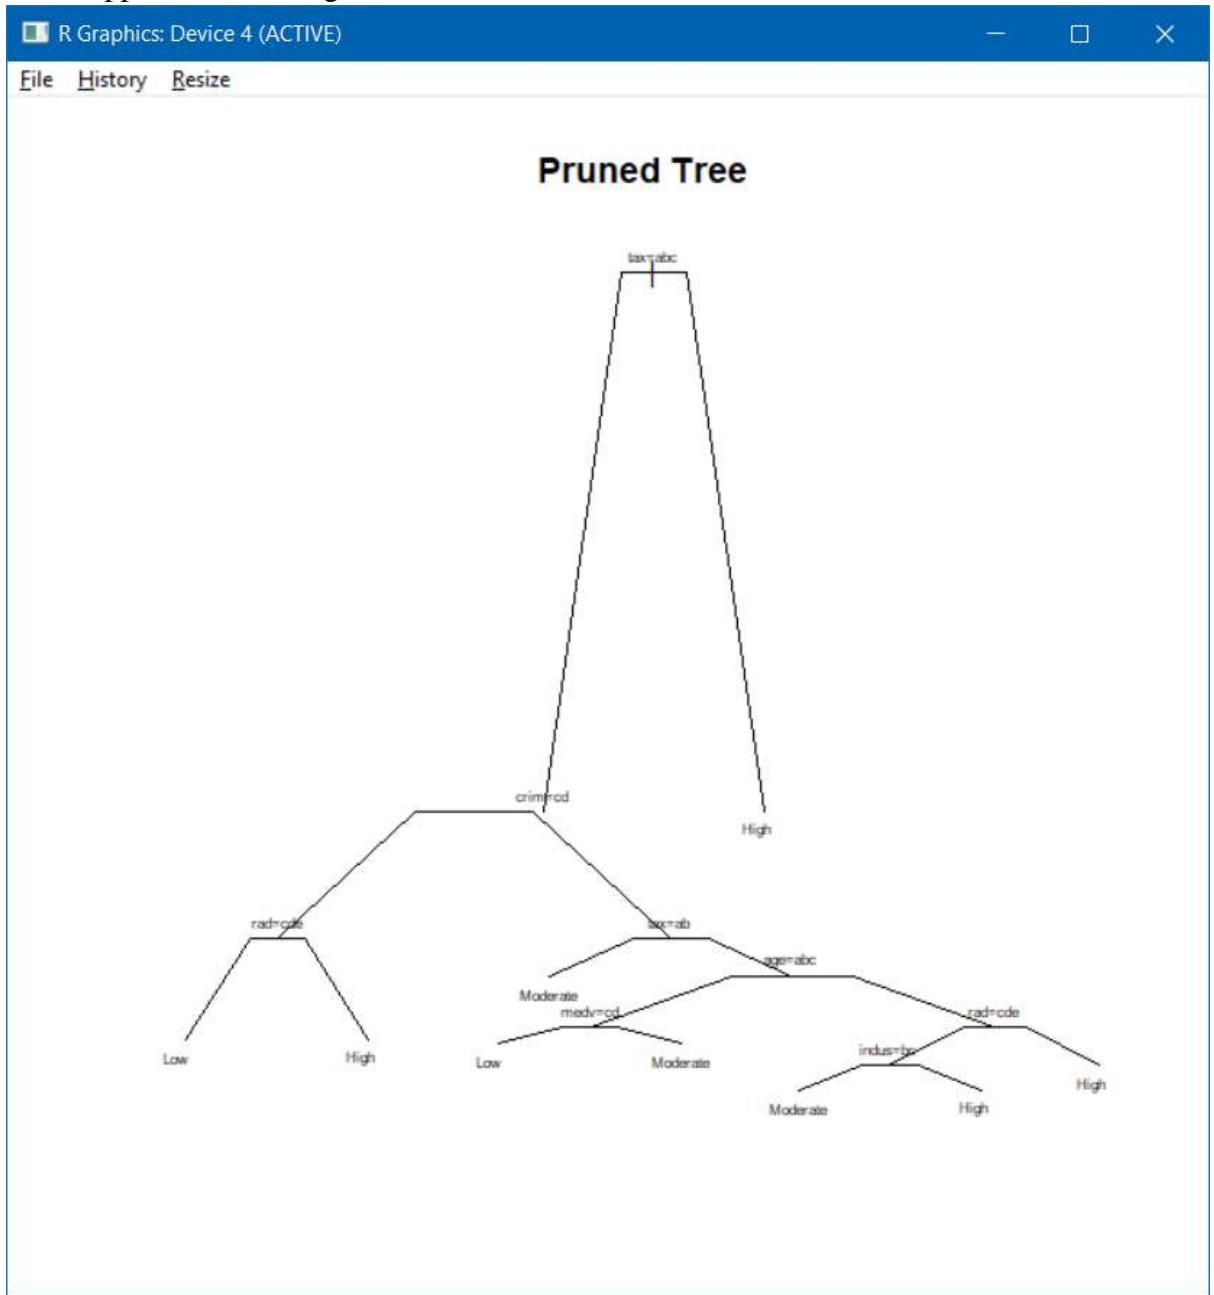 R Graphics: Device 4 (ACTIVE)
File History Resize
Pruned Tree
tax=abc
crim=cd
High
rad=cde
tax=ab
age=abc
Moderate
medv=cd
rad=cde
Low
High
Low
Moderate
indus=bc
High
Moderate
High